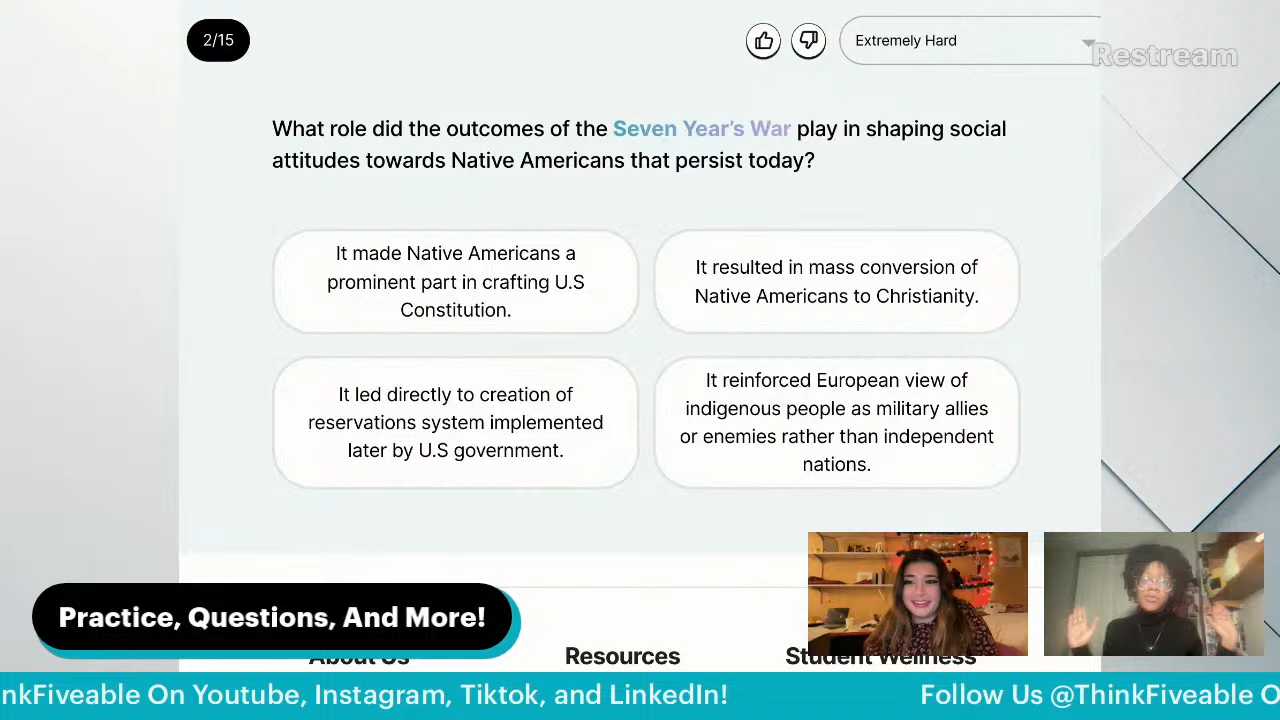 2/15
Extremely Hard
Restream
What role did the outcomes of the Seven Year's War play in shaping social
attitudes towards Native Americans that persist today?
It made Native Americans a
prominent part in crafting U.S
Constitution.
It resulted in mass conversion of
Native Americans to Christianity.
It led directly to creation of
reservations system implemented
later by U.S government.
It reinforced European view of
indigenous people as military allies
or enemies rather than independent
nations.
Practice, Questions, And More!
About Us
Resources
Student Wellness
nkFiveable On Youtube, Instagram, Tiktok, and LinkedIn!
Follow Us @ThinkFiveable O